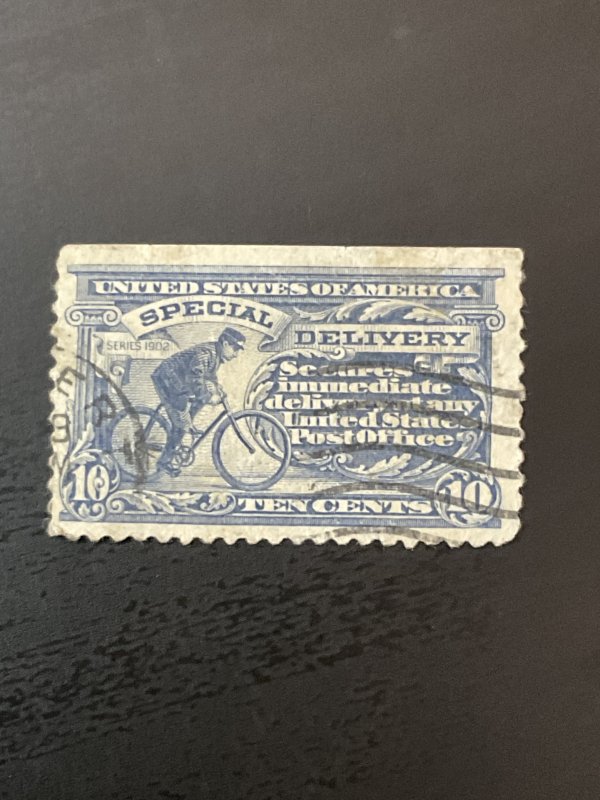 UNITED STATES OF AMERICA
SPECIAL DELIVERY
SERIES 1902
Secures
immediate
delivery at any
United States
Post Office
10 TEN CENTS 10